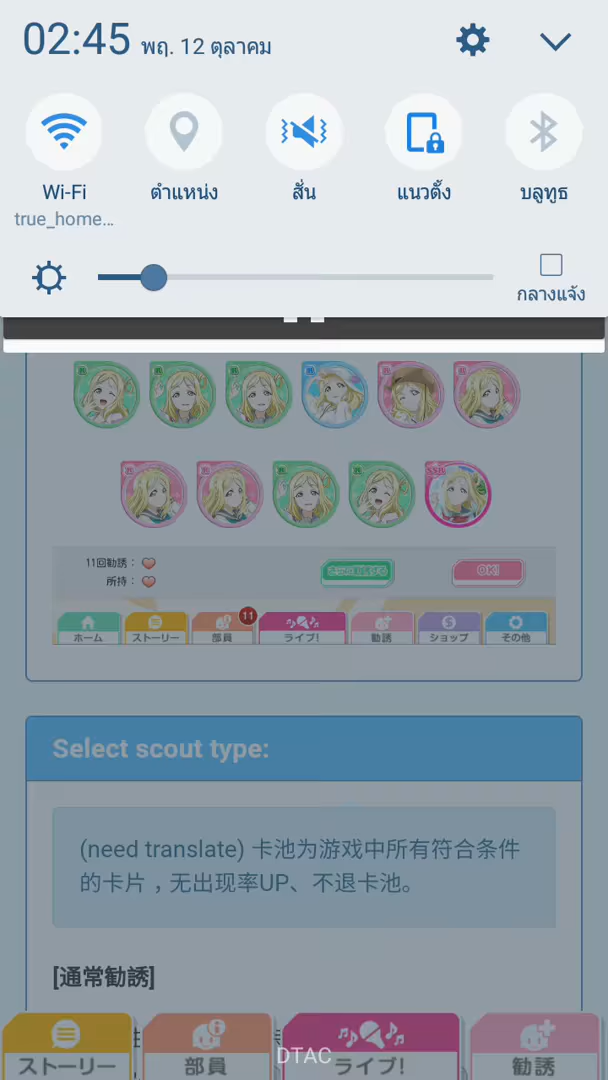 02:45 พฤ. 12 ตุลาคม
Wi-Fi ตำแหน่ง สั่น แนวตั้ง บลูทูธ
true_home...
กลางแจ้ง
11回勧誘：
所持：
OK!
11
ホーム ストーリー 部員 ライブ! 勧誘 ショップ その他
Select scout type:
(need translate) 卡池为游戏中所有符合条件
的卡片，无出现率UP、不退卡池。
[通常勧誘]
ストーリー 部員 ライブ! 勧誘
DTAC